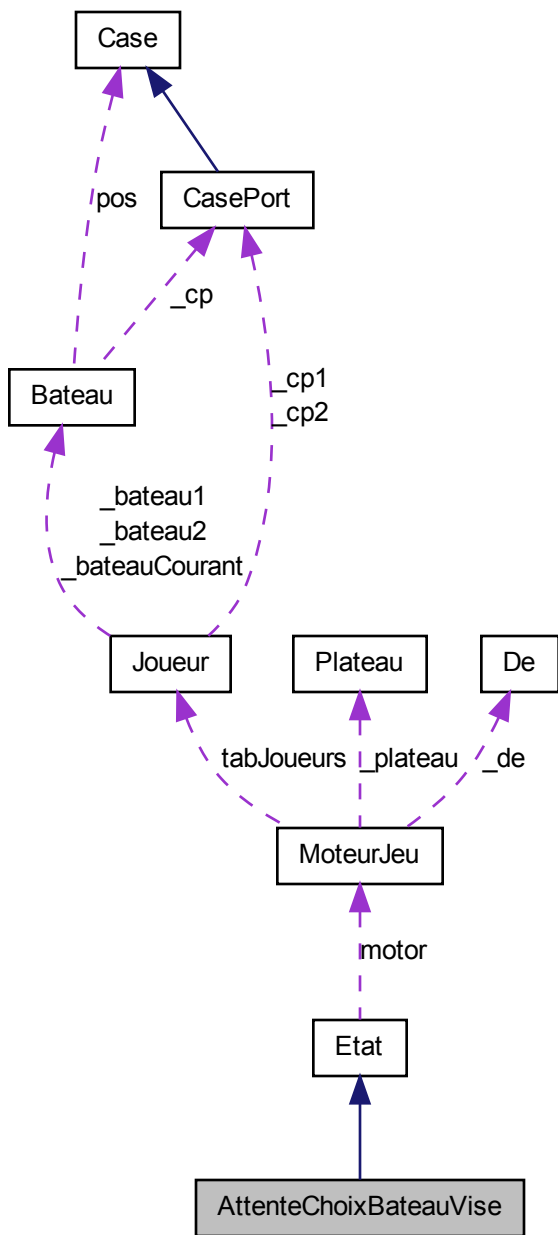 Case
pos
CasePort
_cp
_cp1
_cp2
Bateau
_bateau1
_bateau2
_bateauCourant
Joueur
Plateau
De
tabJoueurs
_plateau
_de
MoteurJeu
motor
Etat
AttenteChoixBateauVise